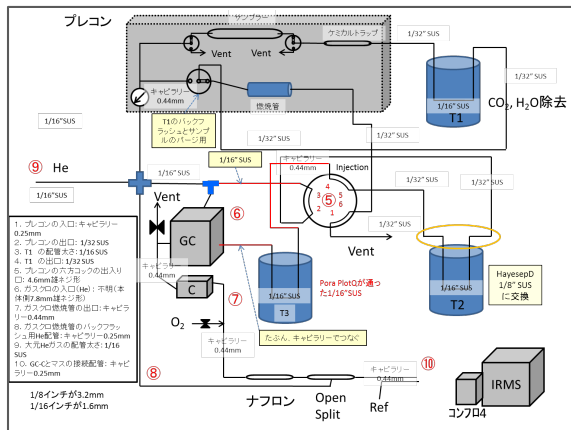 プレコン
サンプラー
ケミカルトラップ
1/32” SUS
Vent
Vent
1/32” SUS
キャピラリー
0.44mm
燃焼管
1/16” SUS
T1
CO₂, H₂O除去
1/16” SUS
T1のバックフ
ラッシュとサンプ
ルのパージ用
1/32” SUS
1/32” SUS
⑨ He
1/16” SUS
1/16” SUS
1/16” SUS
キャピラリー
0.44mm
Injection
1/32” SUS
1/32” SUS
4
3
5
⑤
2
6
1
1/32” SUS
Vent
⑥
GC
Vent
1. プレコンの入口: キャピラリー
0.25mm
2. プレコンの出口: 1/32 SUS
3. T1 の配管太さ: 1/16 SUS
4. T1 の出口: 1/32 SUS
5. プレコンの六方コックの出入り
口: 4.6mm雄ネジ形
6. ガスクロの入口(He): 不明(本
体側7.8mm雄ネジ形)
7. ガスクロ燃焼管の出口: キャピ
ラリー0.44mm
8. ガスクロ燃焼管のバックフラッ
シュ用He配管: キャピラリー0.25mm
9. 大元Heガスの配管太さ: 1/16
SUS
10. GC-Cとマスの接続配管: キャピ
ラリー0.25mm
キャピラリー
0.44mm
C
⑦
1/16” SUS
T3
Pora PlotQが通っ
た1/16”SUS
1/16” SUS
T2
HayesepD
1/8” SUS
に交換
O₂
たぶん、キャピラリーでつなぐ
キャピラリー
0.44mm
⑧
キャピラリー
0.44mm
⑩
ナフロン
Open
Split
Ref
コンフロ4
IRMS
1/8インチが3.2mm
1/16インチが1.6mm